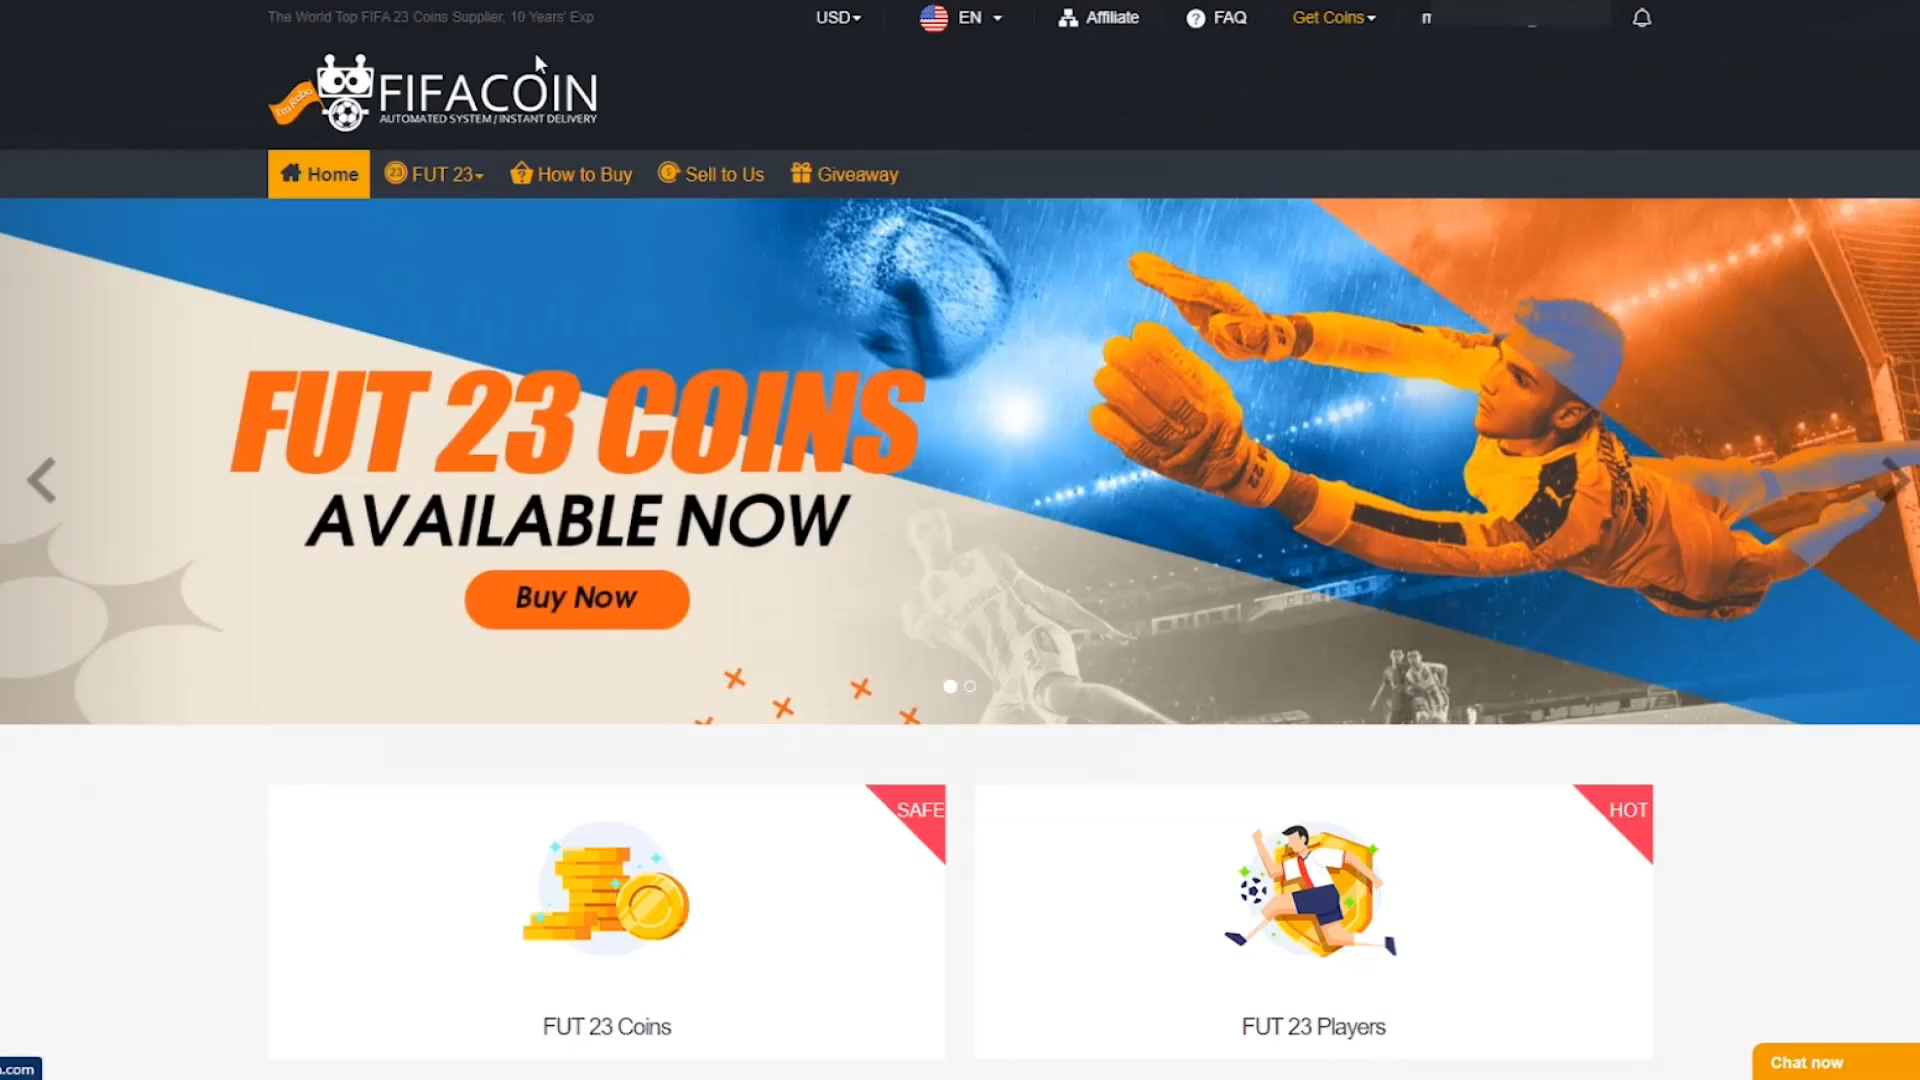 The World Top FIFA 23 Coins Supplier, 10 Years' Exp
USD
EN
Affiliate
? FAQ
Get Coins
I'm Robo
FIFACOIN
AUTOMATED SYSTEM / INSTANT DELIVERY
Home
23 FUT 23
? How to Buy
Sell to Us
Giveaway
FUT 23 COINS
AVAILABLE NOW
Buy Now
SAFE
HOT
FUT 23 Coins
FUT 23 Players
.com
Chat now